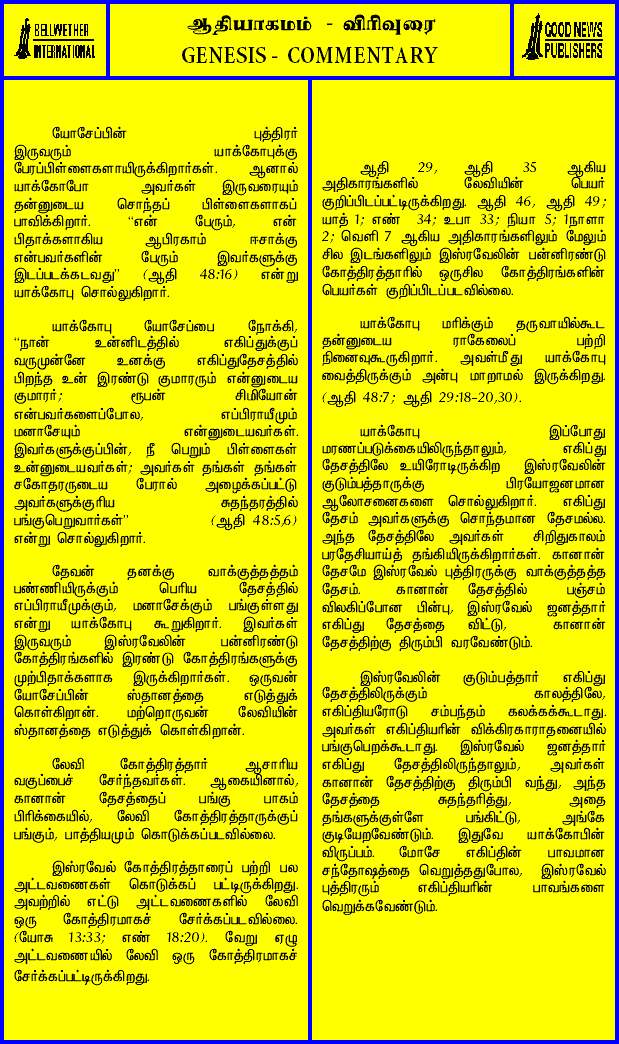 BELLWETHER
INTERNATIONAL
ஆதியாகமம் - விரிவுரை
GENESIS - COMMENTARY
GOOD NEWS
PUBLISHERS
யோசேப்பின் புத்திரர்
இருவரும் யாக்கோபுக்கு
பேரப்பிள்ளைகளாயிருக்கிறார்கள். ஆனால்
யாக்கோபோ அவர்கள் இருவரையும்
தன்னுடைய சொந்தப் பிள்ளைகளாகப்
பாவிக்கிறார். “என் பேரும், என்
பிதாக்களாகிய ஆபிரகாம் ஈசாக்கு
என்பவர்களின் பேரும் இவர்களுக்கு
இடப்படக்கடவது” (ஆதி 48:16) என்று
யாக்கோபு சொல்லுகிறார்.
யாக்கோபு யோசேப்பை நோக்கி,
“நான் உன்னிடத்தில் எகிப்துக்குப்
வருமுன்னே உனக்கு எகிப்துதேசத்தில்
பிறந்த உன் இரண்டு குமாரரும் என்னுடைய
குமாரர்; ரூபன் சிமியோன்
என்பவர்களைப்போல, எப்பிராயீமும்
மனாசேயும் என்னுடையவர்கள்.
இவர்களுக்குப்பின், நீ பெறும் பிள்ளைகள்
உன்னுடையவர்கள்; அவர்கள் தங்கள் தங்கள்
சகோதரருடைய பேரால் அழைக்கப்பட்டு
அவர்களுக்குரிய சுதந்தரத்தில்
பங்குபெறுவார்கள்” (ஆதி 48:5,6)
என்று சொல்லுகிறார்.
தேவன் தனக்கு வாக்குத்தத்தம்
பண்ணியிருக்கும் பெரிய தேசத்தில்
எப்பிராயீமுக்கும், மனாசேக்கும் பங்குள்ளது
என்று யாக்கோபு கூறுகிறார். இவர்கள்
இருவரும் இஸ்ரவேலின் பன்னிரண்டு
கோத்திரங்களில் இரண்டு கோத்திரங்களுக்கு
முற்பிதாக்களாக இருக்கிறார்கள். ஒருவன்
யோசேப்பின் ஸ்தானத்தை எடுத்துக்
கொள்கிறான். மற்றொருவன் லேவியின்
ஸ்தானத்தை எடுத்துக் கொள்கிறான்.
லேவி கோத்திரத்தார் ஆசாரிய
வகுப்பைச் சேர்ந்தவர்கள். ஆகையினால்,
கானான் தேசத்தைப் பங்கு பாகம்
பிரிக்கையில், லேவி கோத்திரத்தாருக்குப்
பங்கும், பாத்தியமும் கொடுக்கப்படவில்லை.
இஸ்ரவேல் கோத்திரத்தாரைப் பற்றி பல
அட்டவணைகள் கொடுக்கப் பட்டிருக்கிறது.
அவற்றில் எட்டு அட்டவணைகளில் லேவி
ஒரு கோத்திரமாகச் சேர்க்கப்படவில்லை.
(யோசு 13:33; எண் 18:20). வேறு ஏழு
அட்டவணையில் லேவி ஒரு கோத்திரமாகச்
சேர்க்கப்பட்டிருக்கிறது.
ஆதி 29, ஆதி 35 ஆகிய
அதிகாரங்களில் லேவியின் பெயர்
குறிப்பிடப்பட்டிருக்கிறது. ஆதி 46, ஆதி 49;
யாத் 1; எண் 34; உபா 33; நியா 5; 1நாளா
2; வெளி 7 ஆகிய அதிகாரங்களிலும் மேலும்
சில இடங்களிலும் இஸ்ரவேலின் பன்னிரண்டு
கோத்திரத்தாரில் ஒருசில கோத்திரங்களின்
பெயர்கள் குறிப்பிடப்படவில்லை.
யாக்கோபு மரிக்கும் தருவாயில்கூட
தன்னுடைய ராகேலைப் பற்றி
நினைவுகூருகிறார். அவள்மீது யாக்கோபு
வைத்திருக்கும் அன்பு மாறாமல் இருக்கிறது.
(ஆதி 48:7; ஆதி 29:18-20,30).
யாக்கோபு இப்போது
மரணப்படுக்கையிலிருந்தாலும், எகிப்து
தேசத்திலே உயிரோடிருக்கிற இஸ்ரவேலின்
குடும்பத்தாருக்கு பிரயோஜனமான
ஆலோசனைகளை சொல்லுகிறார். எகிப்து
தேசம் அவர்களுக்கு சொந்தமான தேசமல்ல.
அந்த தேசத்திலே அவர்கள் சிறிதுகாலம்
பரதேசியாய்த் தங்கியிருக்கிறார்கள். கானான்
தேசமே இஸ்ரவேல் புத்திரருக்கு வாக்குத்தத்த
தேசம். கானான் தேசத்தில் பஞ்சம்
விலகிப்போன பின்பு, இஸ்ரவேல் ஜனத்தார்
எகிப்து தேசத்தை விட்டு, கானான்
தேசத்திற்கு திரும்பி வரவேண்டும்.
இஸ்ரவேலின் குடும்பத்தார் எகிப்து
தேசத்திலிருக்கும் காலத்திலே,
எகிப்தியரோடு சம்பந்தம் கலக்கக்கூடாது.
அவர்கள் எகிப்தியரின் விக்கிரகாராதனையில்
பங்குபெறக்கூடாது. இஸ்ரவேல் ஜனத்தார்
எகிப்து தேசத்திலிருந்தாலும், அவர்கள்
கானான் தேசத்திற்கு திரும்பி வந்து, அந்த
தேசத்தை சுதந்தரித்து, அதை
தங்களுக்குள்ளே பங்கிட்டு, அங்கே
குடியேறவேண்டும். இதுவே யாக்கோபின்
விருப்பம். மோசே எகிப்தின் பாவமான
சந்தோஷத்தை வெறுத்ததுபோல, இஸ்ரவேல்
புத்திரரும் எகிப்தியரின் பாவங்களை
வெறுக்கவேண்டும்.